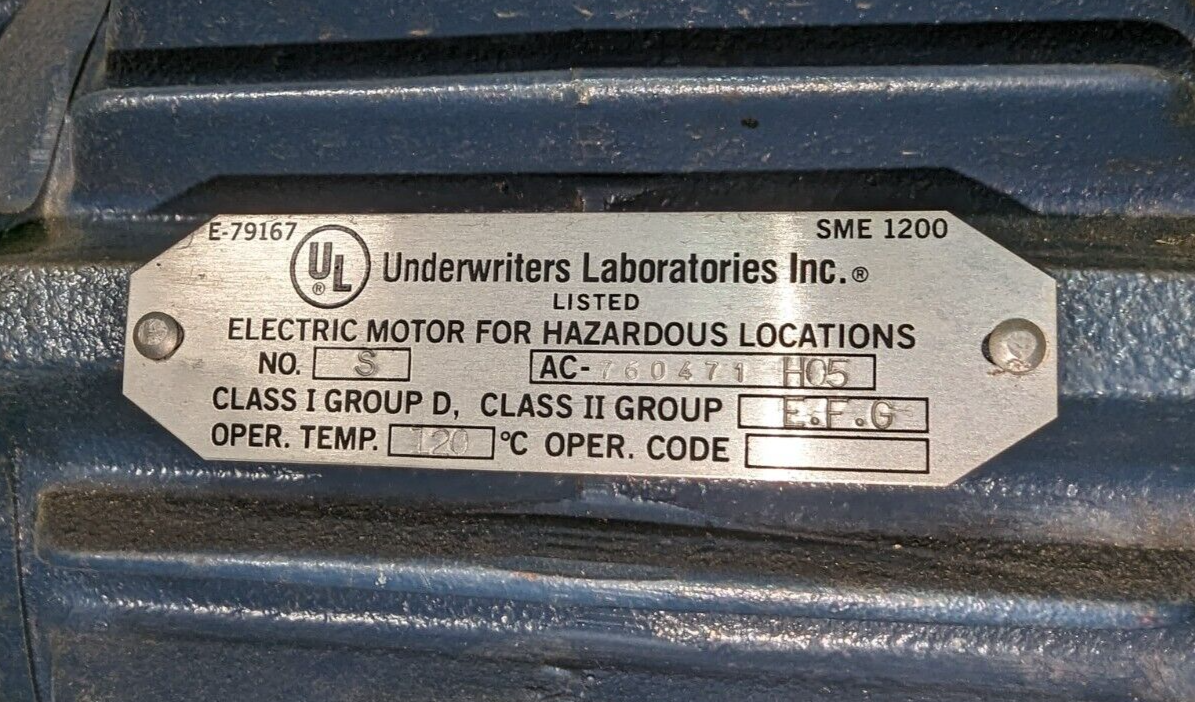 E-79167 SME 1200
UL® Underwriters Laboratories Inc.®
LISTED
ELECTRIC MOTOR FOR HAZARDOUS LOCATIONS
NO. S AC-760471 H05
CLASS I GROUP D, CLASS II GROUP E.F.G
OPER. TEMP. 120 °C OPER. CODE